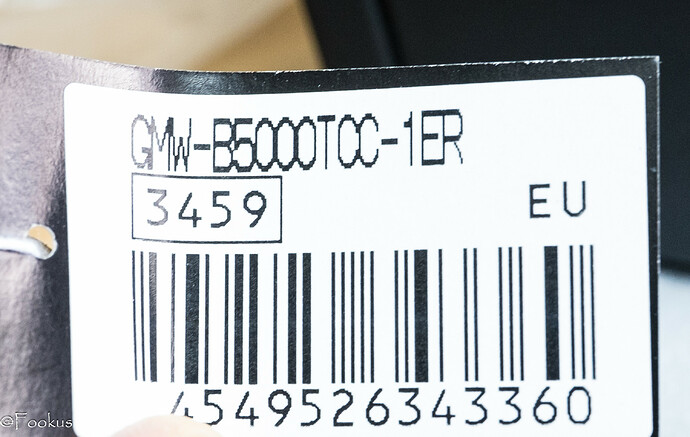 GMW-B5000TCC-1ER
3459
EU
4549526343360
@Fookus